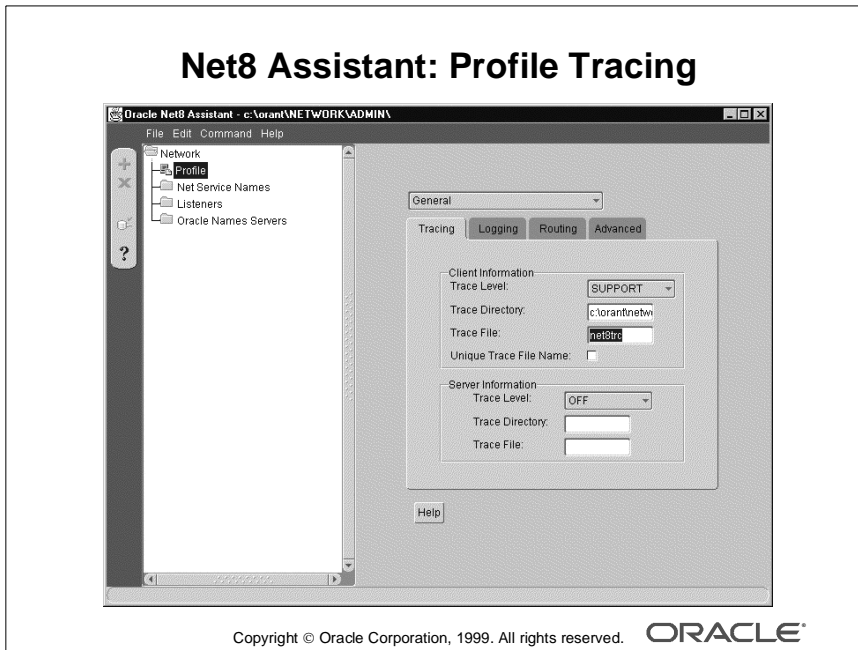 Net8 Assistant: Profile Tracing
Oracle Net8 Assistant - c:\orant\NETWORK\ADMIN\
File Edit Command Help
Network
Profile
Net Service Names
Listeners
Oracle Names Servers
?
General
Tracing Logging Routing Advanced
Client Information
Trace Level: SUPPORT
Trace Directory: c:\orant\netw
Trace File: net8trc
Unique Trace File Name:
Server Information
Trace Level: OFF
Trace Directory:
Trace File:
Help
Copyright © Oracle Corporation, 1999. All rights reserved. ORACLE®